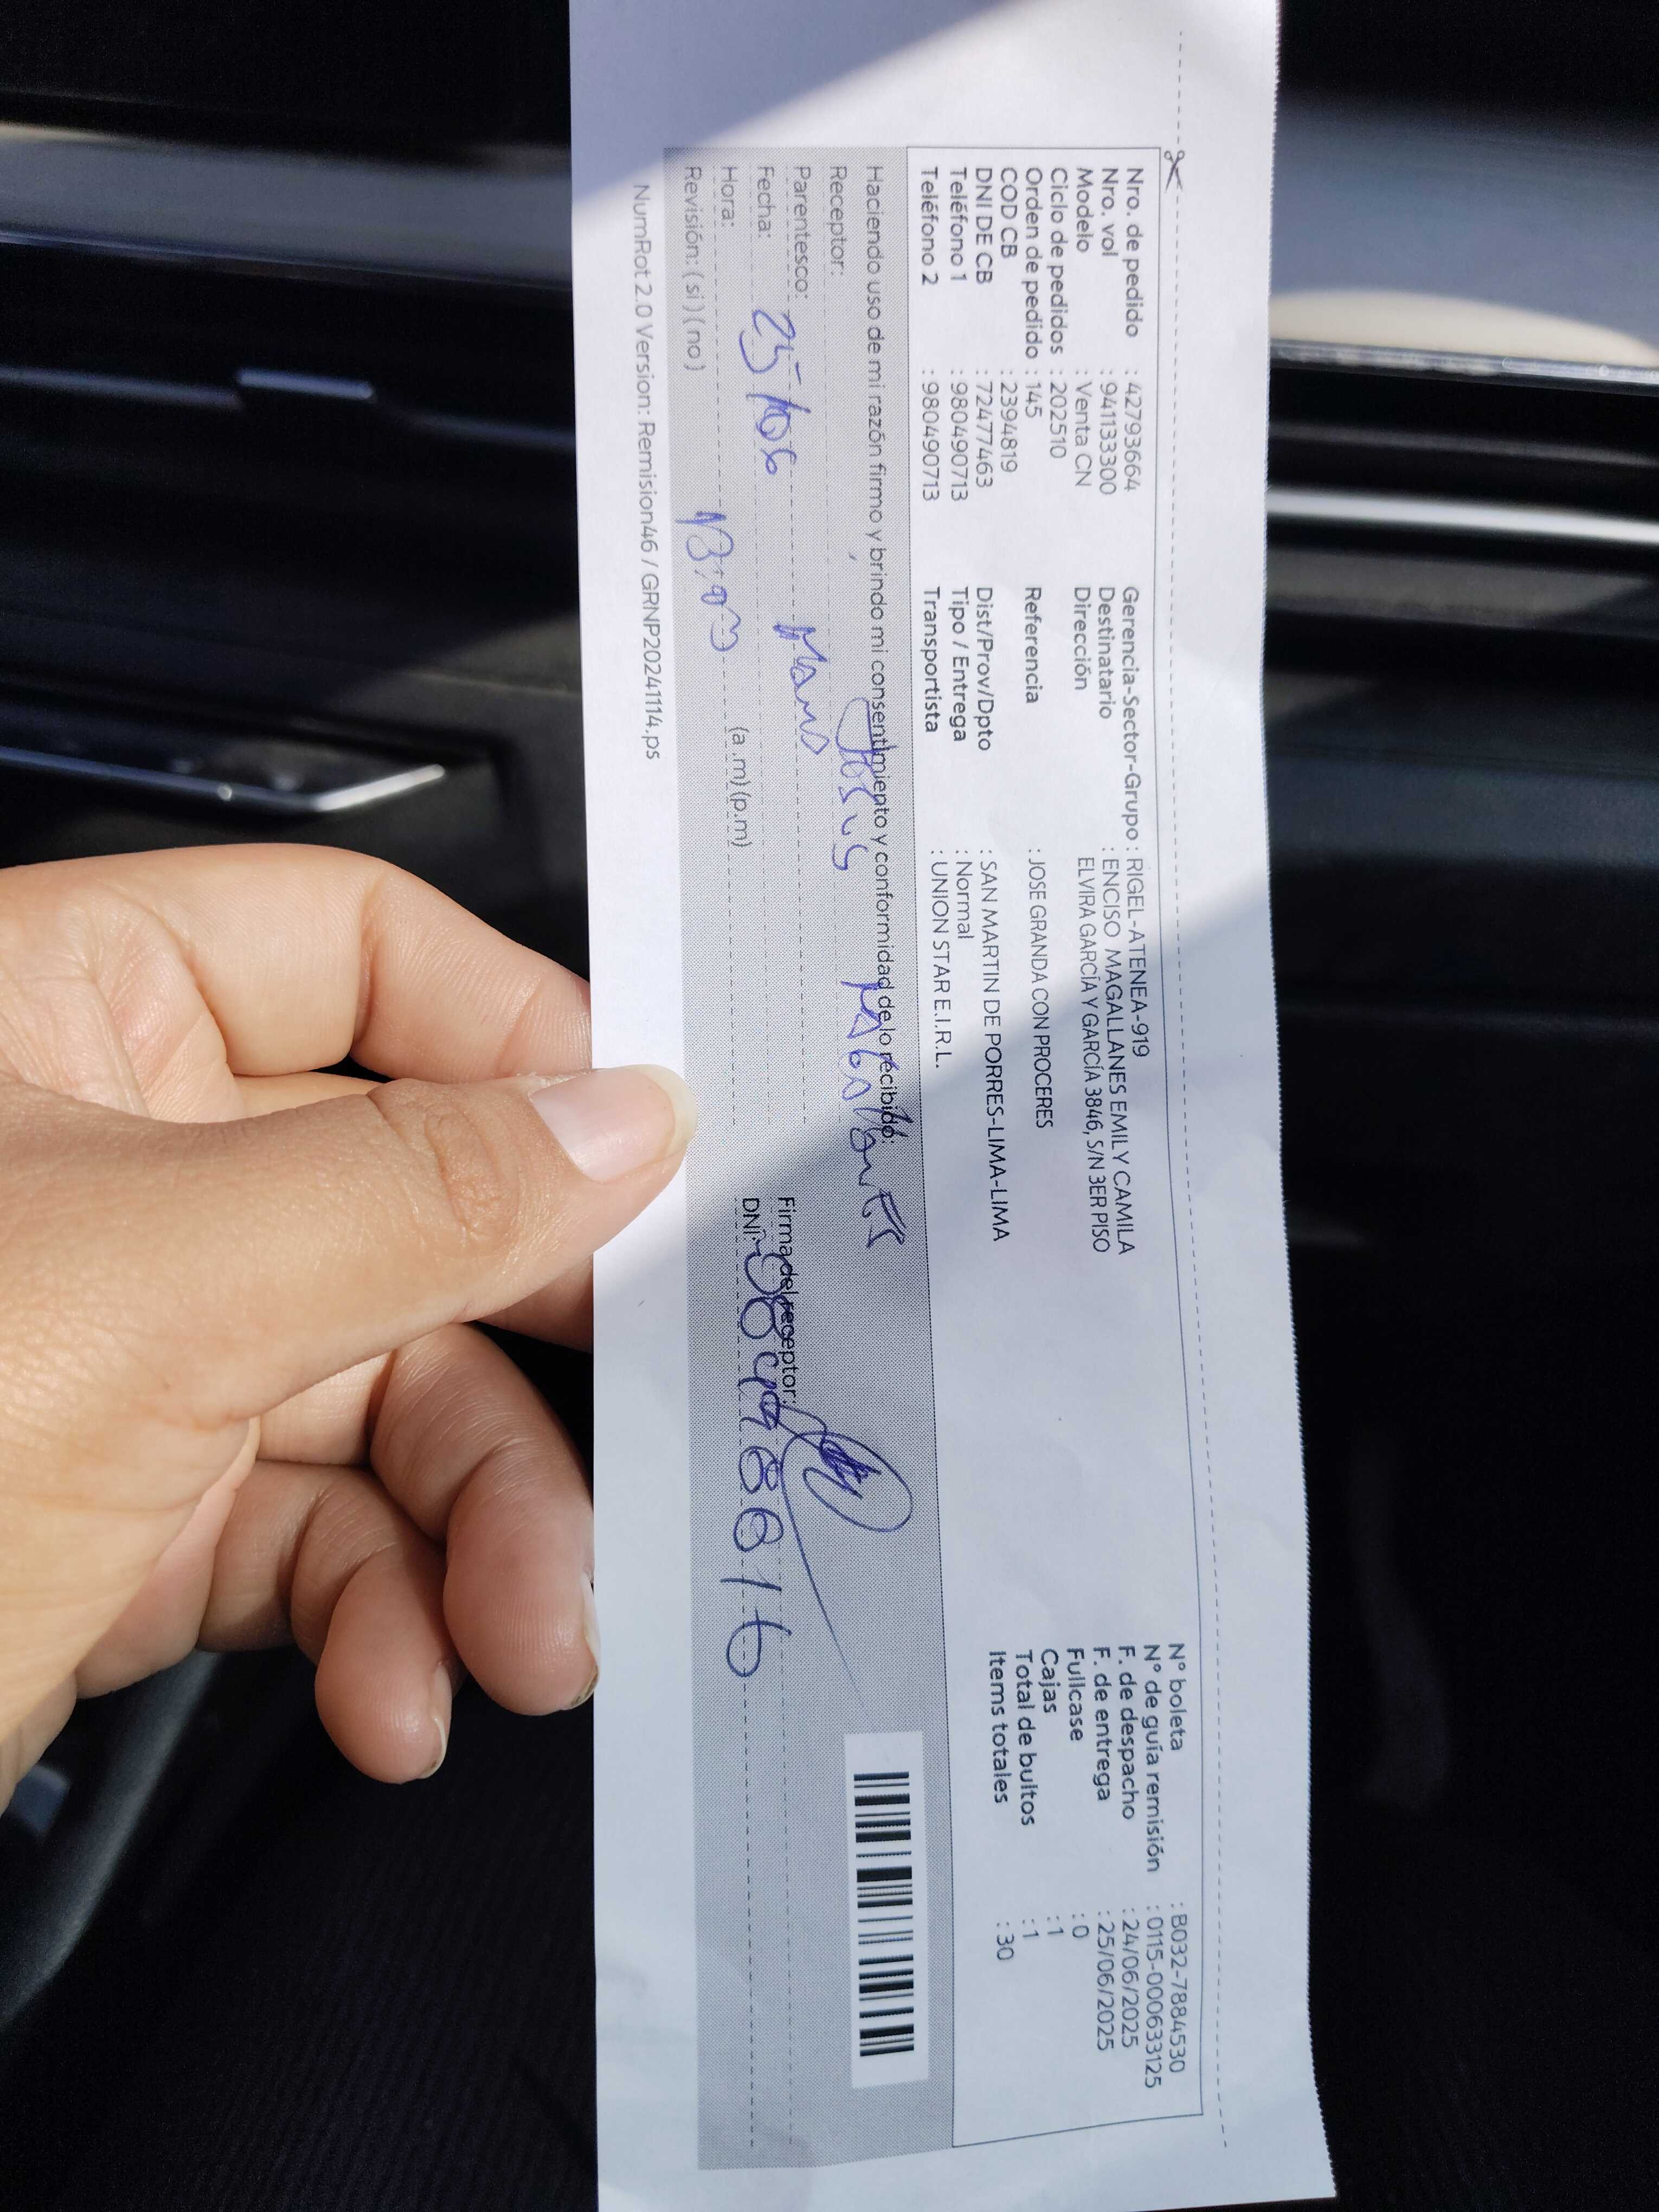 Nro. de pedido : 42793664
Nro. vol : 941133300
Modelo : Venta CN
Ciclo de pedidos : 202510
Orden de pedido : 145
COD CB : 2394819
DNI DE CB : 72477463
Teléfono 1 : 980490713
Teléfono 2 : 980490713
Gerencia-Sector-Grupo : RIGEL-ATENEA-919
Destinatario : ENCISO MAGALLANES EMILY CAMILA
Dirección ELVIRA GARCÍA Y GARCÍA 3846, S/N 3ER PISO
Referencia : JOSE GRANDA CON PROCERES
Dist/Prov/Dpto : SAN MARTIN DE PORRES-LIMA-LIMA
Tipo / Entrega : Normal
Transportista : UNION STAR E.I.R.L.
N° boleta : B032-7884530
N° de guía remisión : 0115-000633125
F. de despacho : 24/06/2025
F. de entrega : 25/06/2025
Fullcase : 0
Cajas : 1
Total de bultos : 1
Items totales : 30
Haciendo uso de mi razón firmo y brindo mi consentimiento y conformidad de lo recibido:
Receptor:
Parentesco:
Fecha: 25/06
Hora: (a.m) (p.m)
Revisión: ( si ) ( no )
Firma del receptor:
DNI:
NumRot 2.0 Version: Remision46 / GRNP20241114.ps